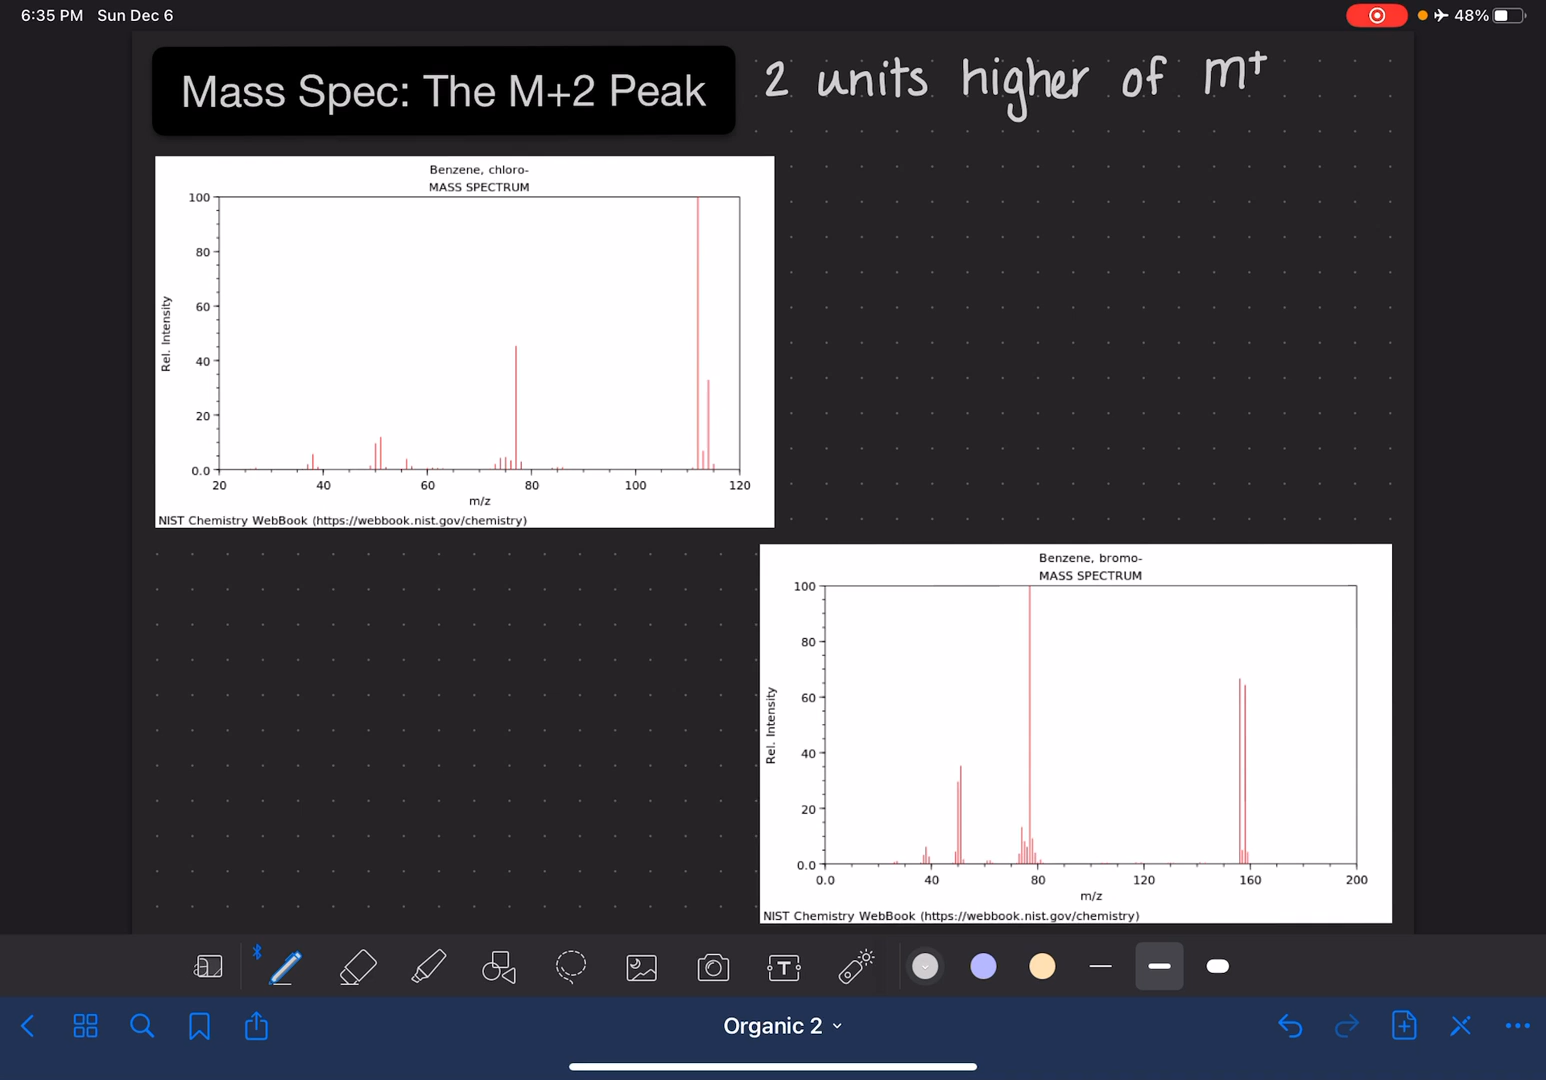 6:35 PM Sun Dec 6
48%
Mass Spec: The M+2 Peak
2 units higher of m+
Benzene, chloro-
MASS SPECTRUM
100
80
60
40
20
0.0
Rel. Intensity
20 40 60 80 100 120
m/z
NIST Chemistry WebBook (https://webbook.nist.gov/chemistry)
Benzene, bromo-
MASS SPECTRUM
100
80
60
40
20
0.0
Rel. Intensity
0.0 40 80 120 160 200
m/z
NIST Chemistry WebBook (https://webbook.nist.gov/chemistry)
T
Organic 2